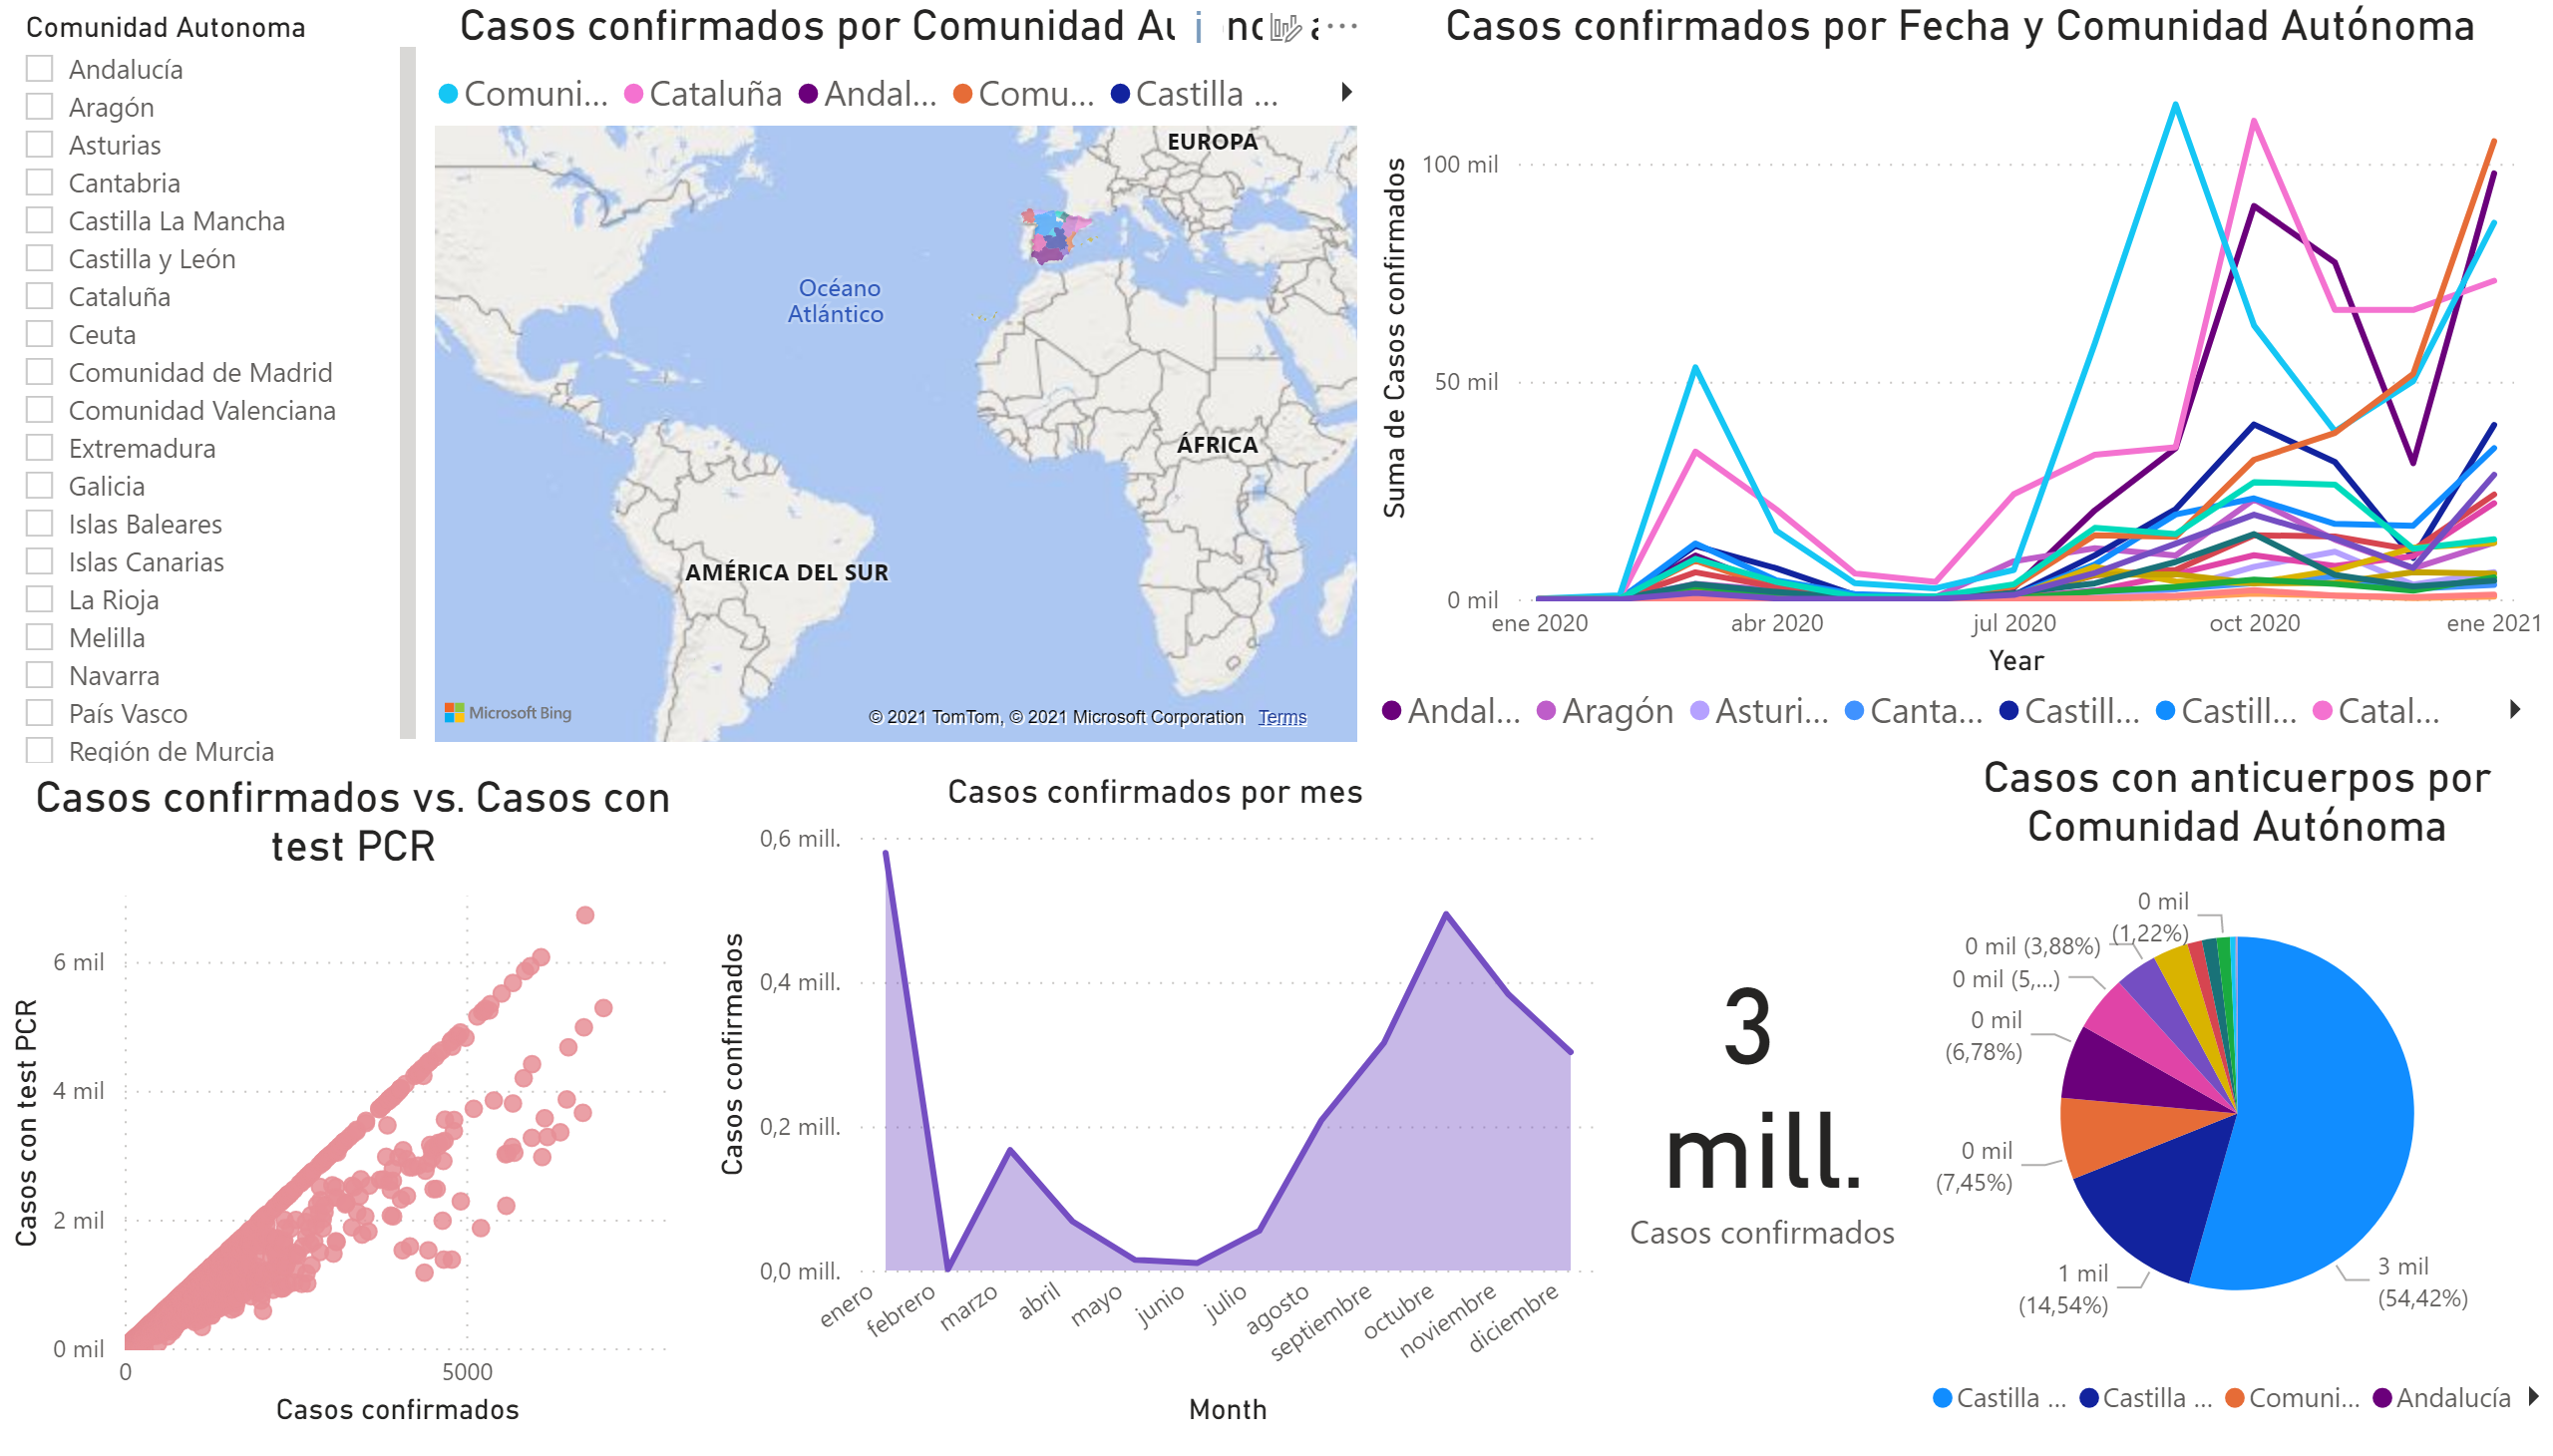 Comunidad Autonoma
Andalucía
Aragón
Asturias
Cantabria
Castilla La Mancha
Castilla y León
Cataluña
Ceuta
Comunidad de Madrid
Comunidad Valenciana
Extremadura
Galicia
Islas Baleares
Islas Canarias
La Rioja
Melilla
Navarra
País Vasco
Región de Murcia
Casos confirmados por Comunidad
Comuni... Cataluña Andal... Comu... Castilla ...
EUROPA
Océano
Atlántico
ÁFRICA
AMÉRICA DEL SUR
Microsoft Bing
© 2021 TomTom, © 2021 Microsoft Corporation Terms
Casos confirmados por Fecha y Comunidad Autónoma
Suma de Casos confirmados
100 mil
50 mil
0 mil
ene 2020 abr 2020 jul 2020 oct 2020 ene 2021
Year
Andal... Aragón Asturi... Canta... Castill... Castill... Catal...
Casos confirmados vs. Casos con
test PCR
Casos con test PCR
6 mil
4 mil
2 mil
0 mil
0 5000
Casos confirmados
Casos confirmados por mes
Casos confirmados
0,6 mill.
0,4 mill.
0,2 mill.
0,0 mill.
enero febrero marzo abril mayo junio julio agosto septiembre octubre noviembre diciembre
Month
3
mill.
Casos confirmados
Casos con anticuerpos por
Comunidad Autónoma
0 mil
(1,22%)
0 mil (3,88%)
0 mil (5,...)
0 mil
(6,78%)
0 mil
(7,45%)
1 mil
(14,54%)
3 mil
(54,42%)
Castilla ... Castilla ... Comuni... Andalucía